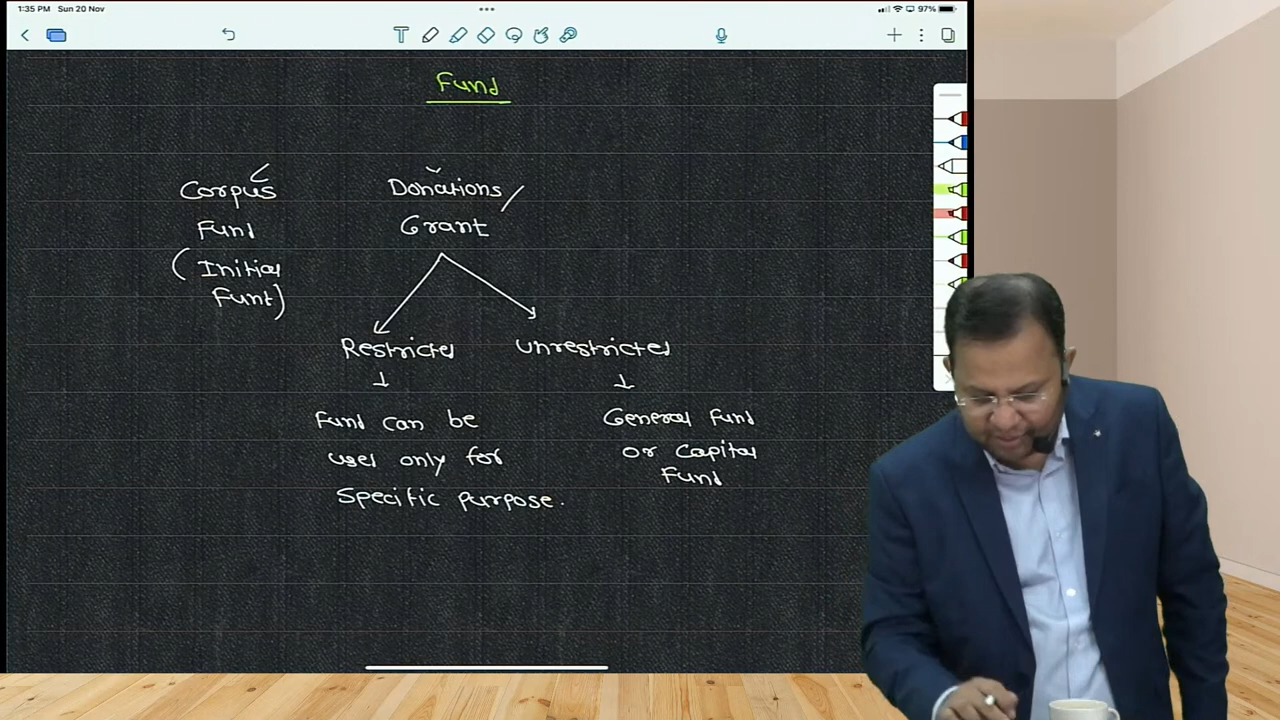 1:35 PM Sun 20 Nov
97%
Fund
Corpus
Fund
(Initial
Funt)
Donations/
Grant
Restricted
Unrestricted
Fund can be
used only for
Specific purpose.
General Fund
or Capital
Fund